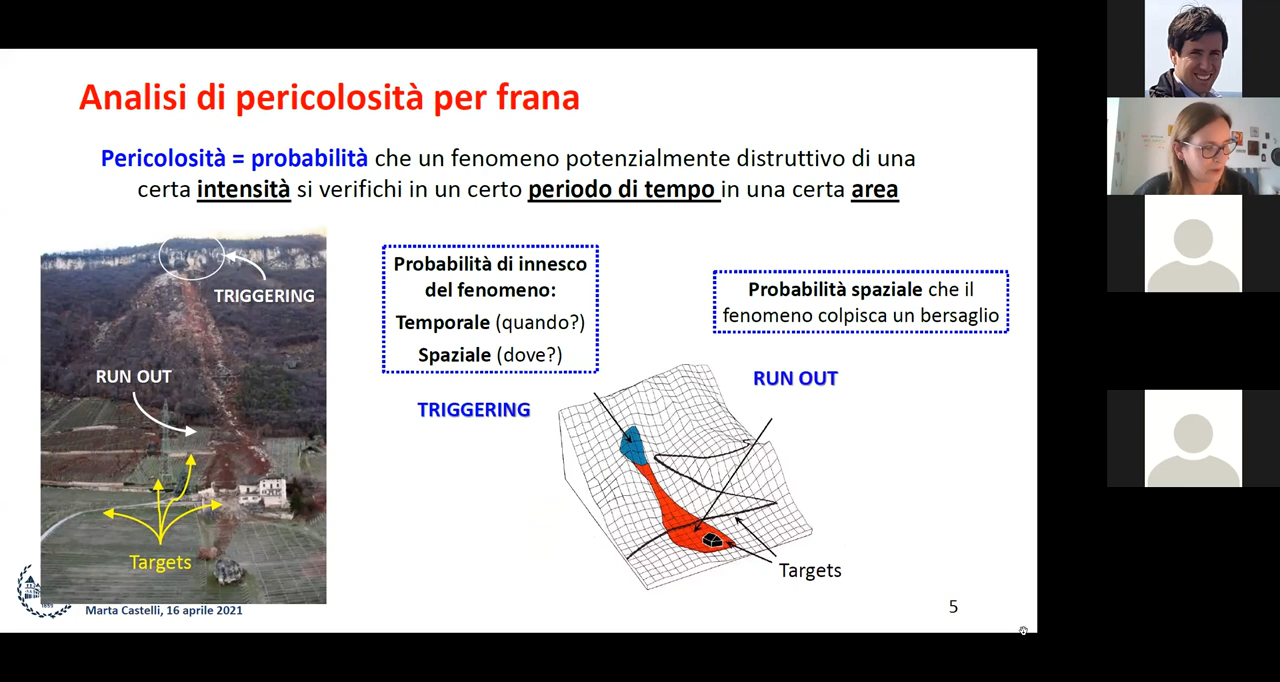 Analisi di pericolosità per frana
Pericolosità = probabilità che un fenomeno potenzialmente distruttivo di una
certa intensità si verifichi in un certo periodo di tempo in una certa area
TRIGGERING
RUN OUT
Targets
Probabilità di innesco
del fenomeno:
Temporale (quando?)
Spaziale (dove?)
TRIGGERING
Probabilità spaziale che il
fenomeno colpisca un bersaglio
RUN OUT
Targets
Marta Castelli, 16 aprile 2021
5